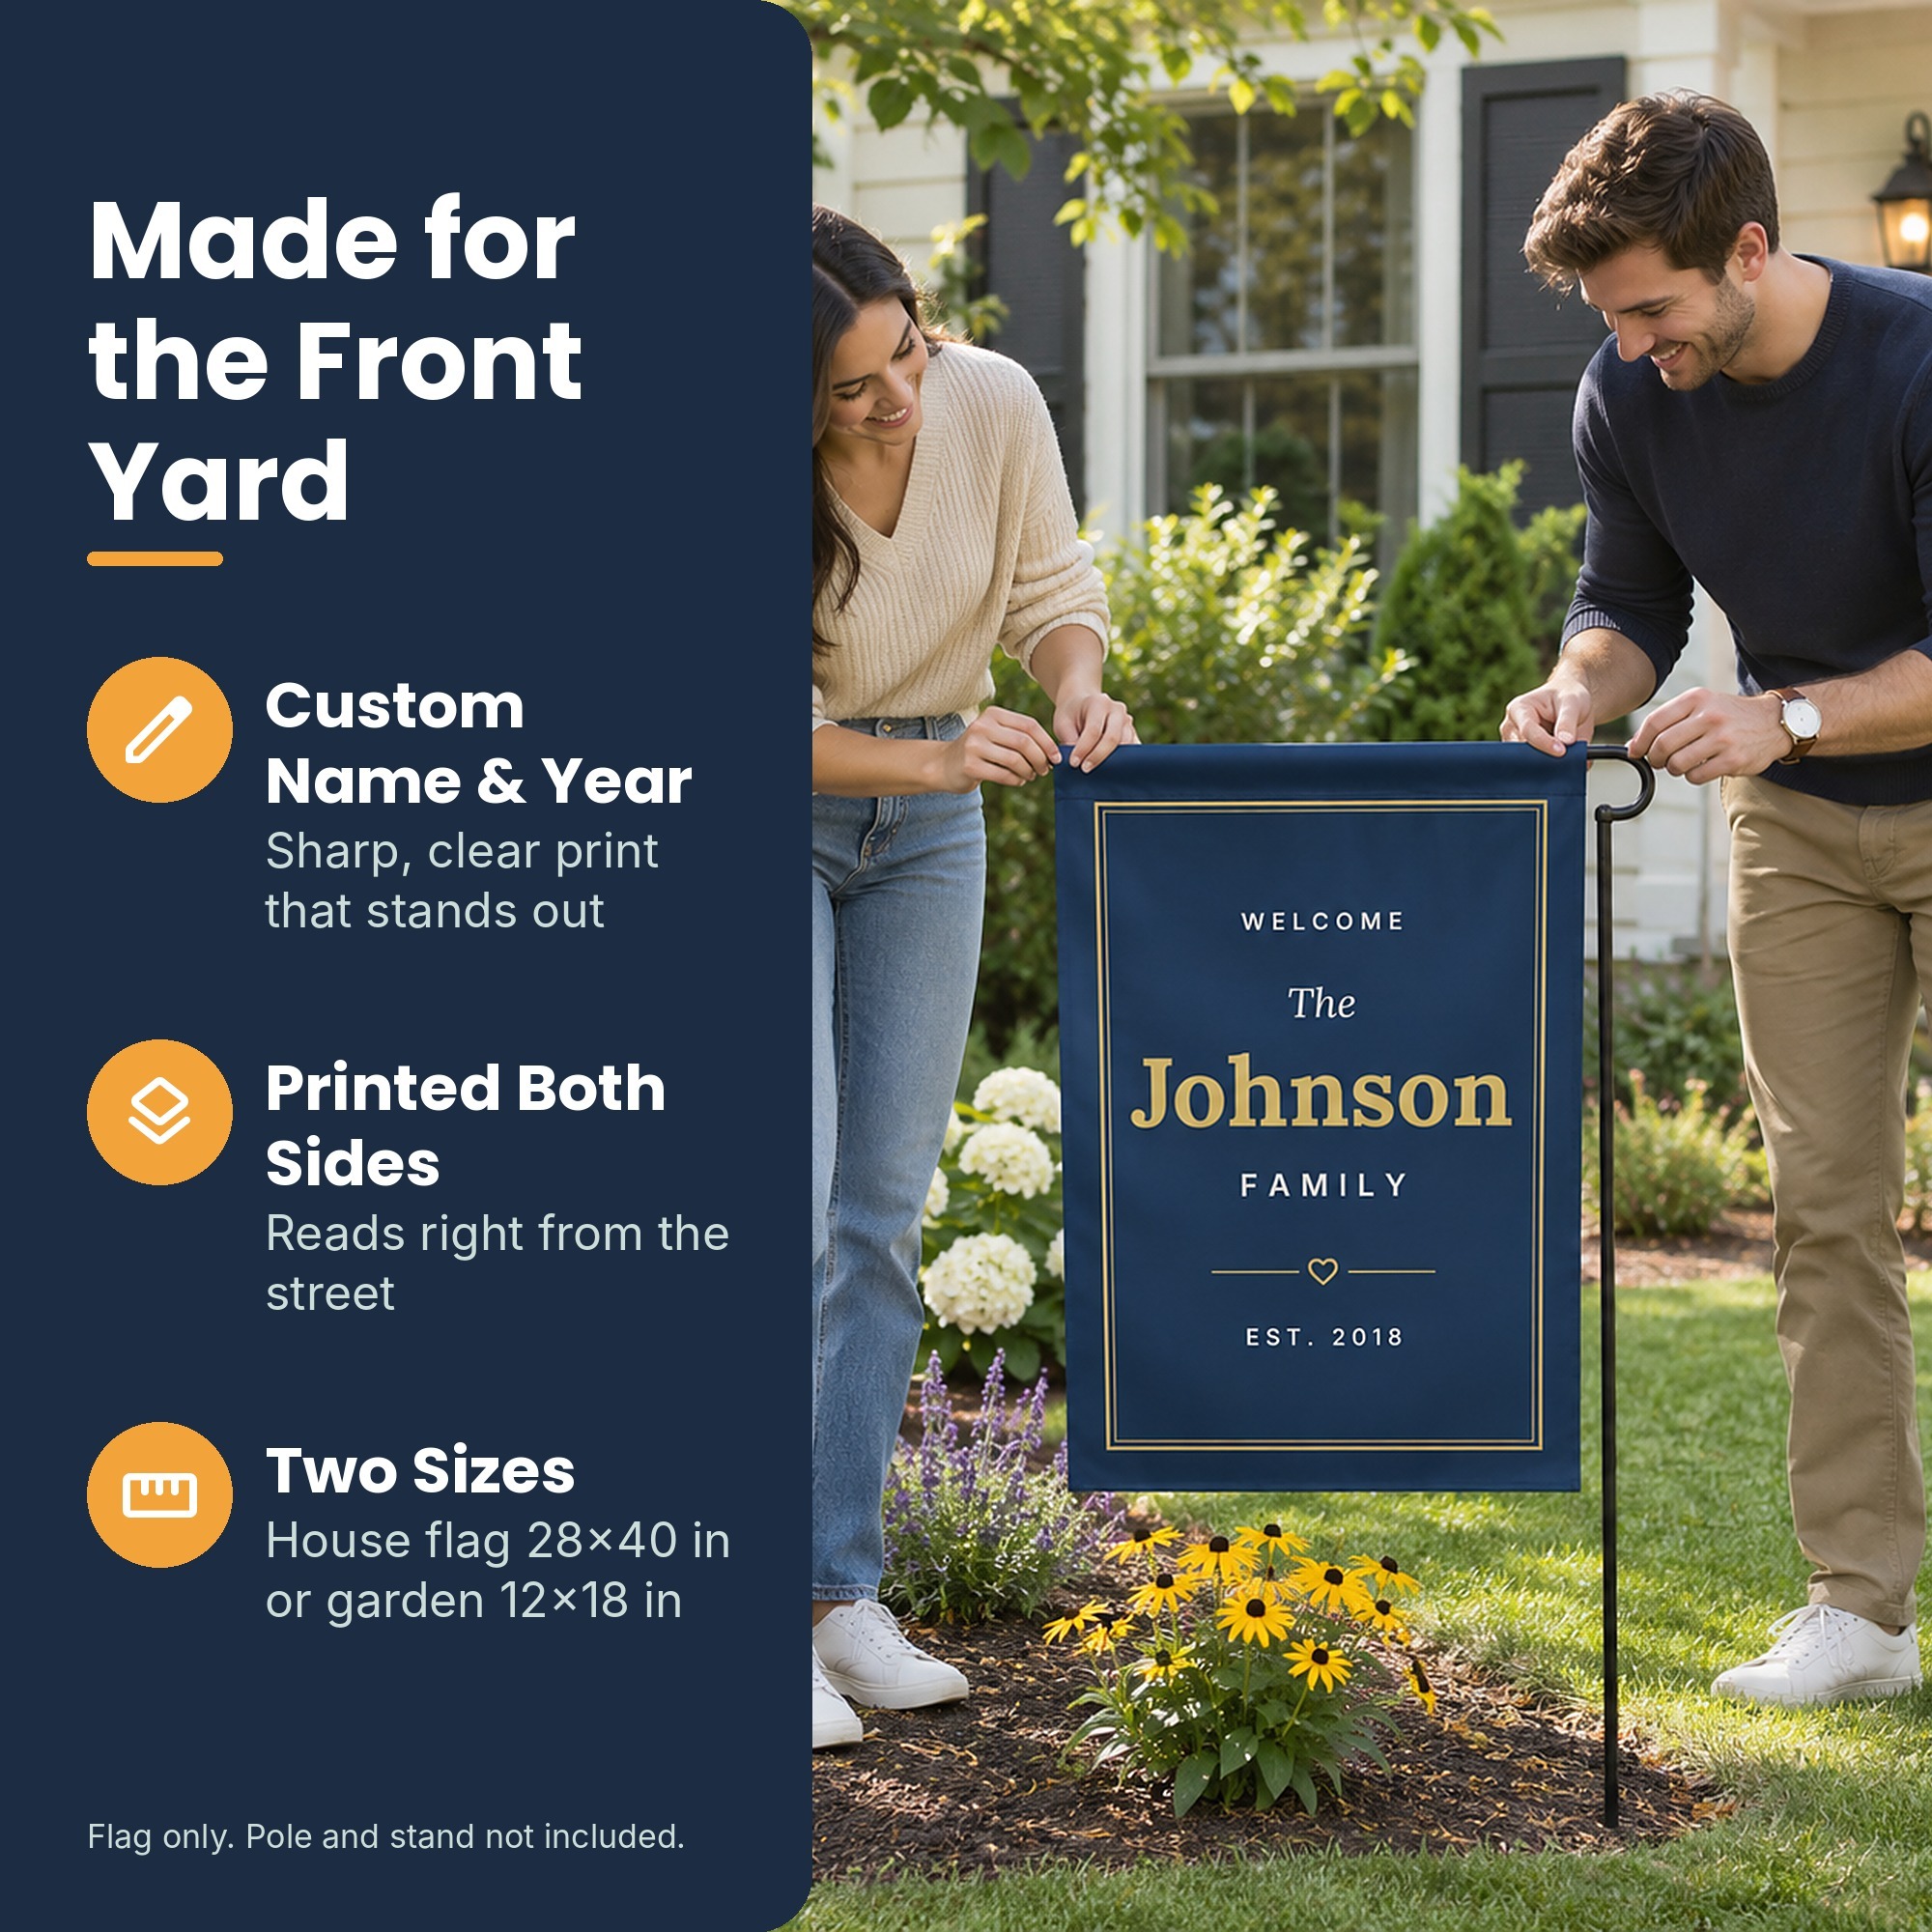 Made for
the Front
Yard
Custom
Name & Year
Sharp, clear print
that stands out
Printed Both
Sides
Reads right from the
street
Two Sizes
House flag 28×40 in
or garden 12×18 in
Flag only. Pole and stand not included.
WELCOME
The
Johnson
FAMILY
EST. 2018